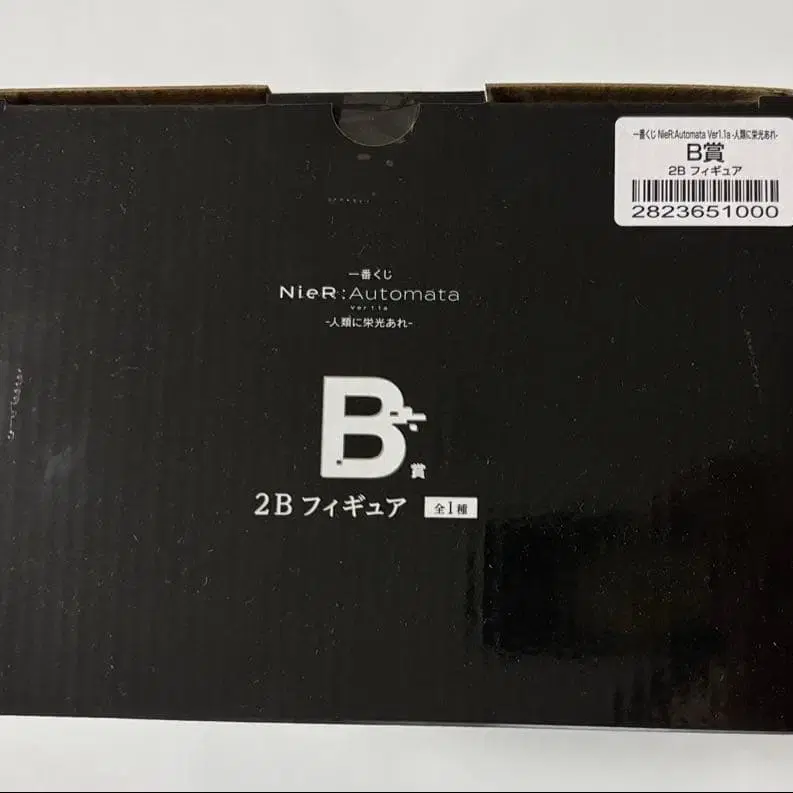 一番くじ NieR:Automata Ver1.1a -人類に栄光あれ-
B賞
2B フィギュア
2823651000
一番くじ
NieR:Automata
Ver1.1a
-人類に栄光あれ-
B賞
2B フィギュア 全1種